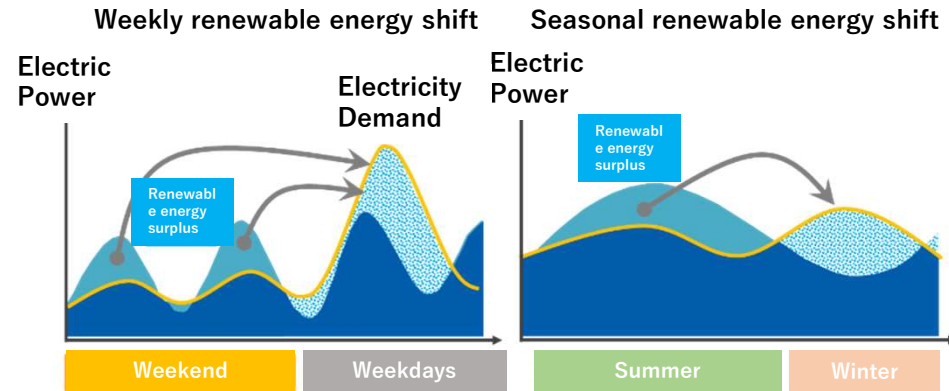 Weekly renewable energy shift
Electric
Power
Electricity
Demand
Renewabl
e energy
surplus
Weekend
Weekdays
Seasonal renewable energy shift
Electric
Power
Renewabl
e energy
surplus
Summer
Winter